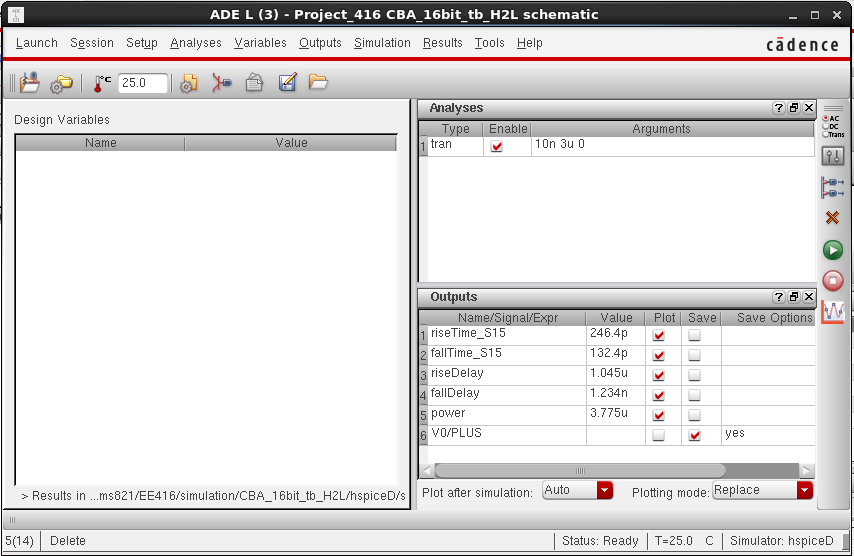 ADE L (3) - Project_416 CBA_16bit_tb_H2L schematic
Launch Session Setup Analyses Variables Outputs Simulation Results Tools Help
cādence
°C 25.0
Design Variables
Name Value
> Results in ...ms821/EE416/simulation/CBA_16bit_tb_H2L/hspiceD/s
Analyses
Type Enable Arguments
1 tran 10n 3u 0
AC
DC
Trans
Outputs
Name/Signal/Expr Value Plot Save Save Options
1 riseTime_S15 246.4p
2 fallTime_S15 132.4p
3 riseDelay 1.045u
4 fallDelay 1.234n
5 power 3.775u
6 V0/PLUS yes
Plot after simulation: Auto Plotting mode: Replace
5(14) Delete Status: Ready T=25.0 C Simulator: hspiceD